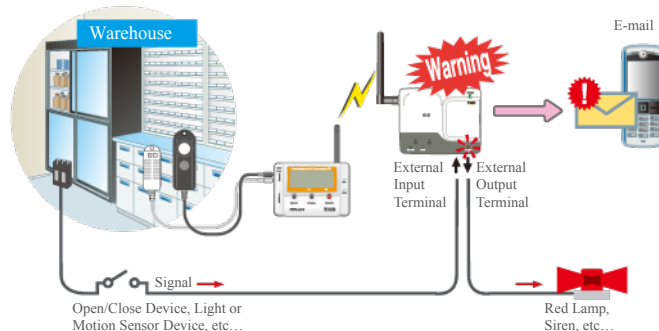 Warehouse
E-mail
Warning
External
Input
Terminal
External
Output
Terminal
Signal
Open/Close Device, Light or
Motion Sensor Device, etc…
Red Lamp,
Siren, etc…